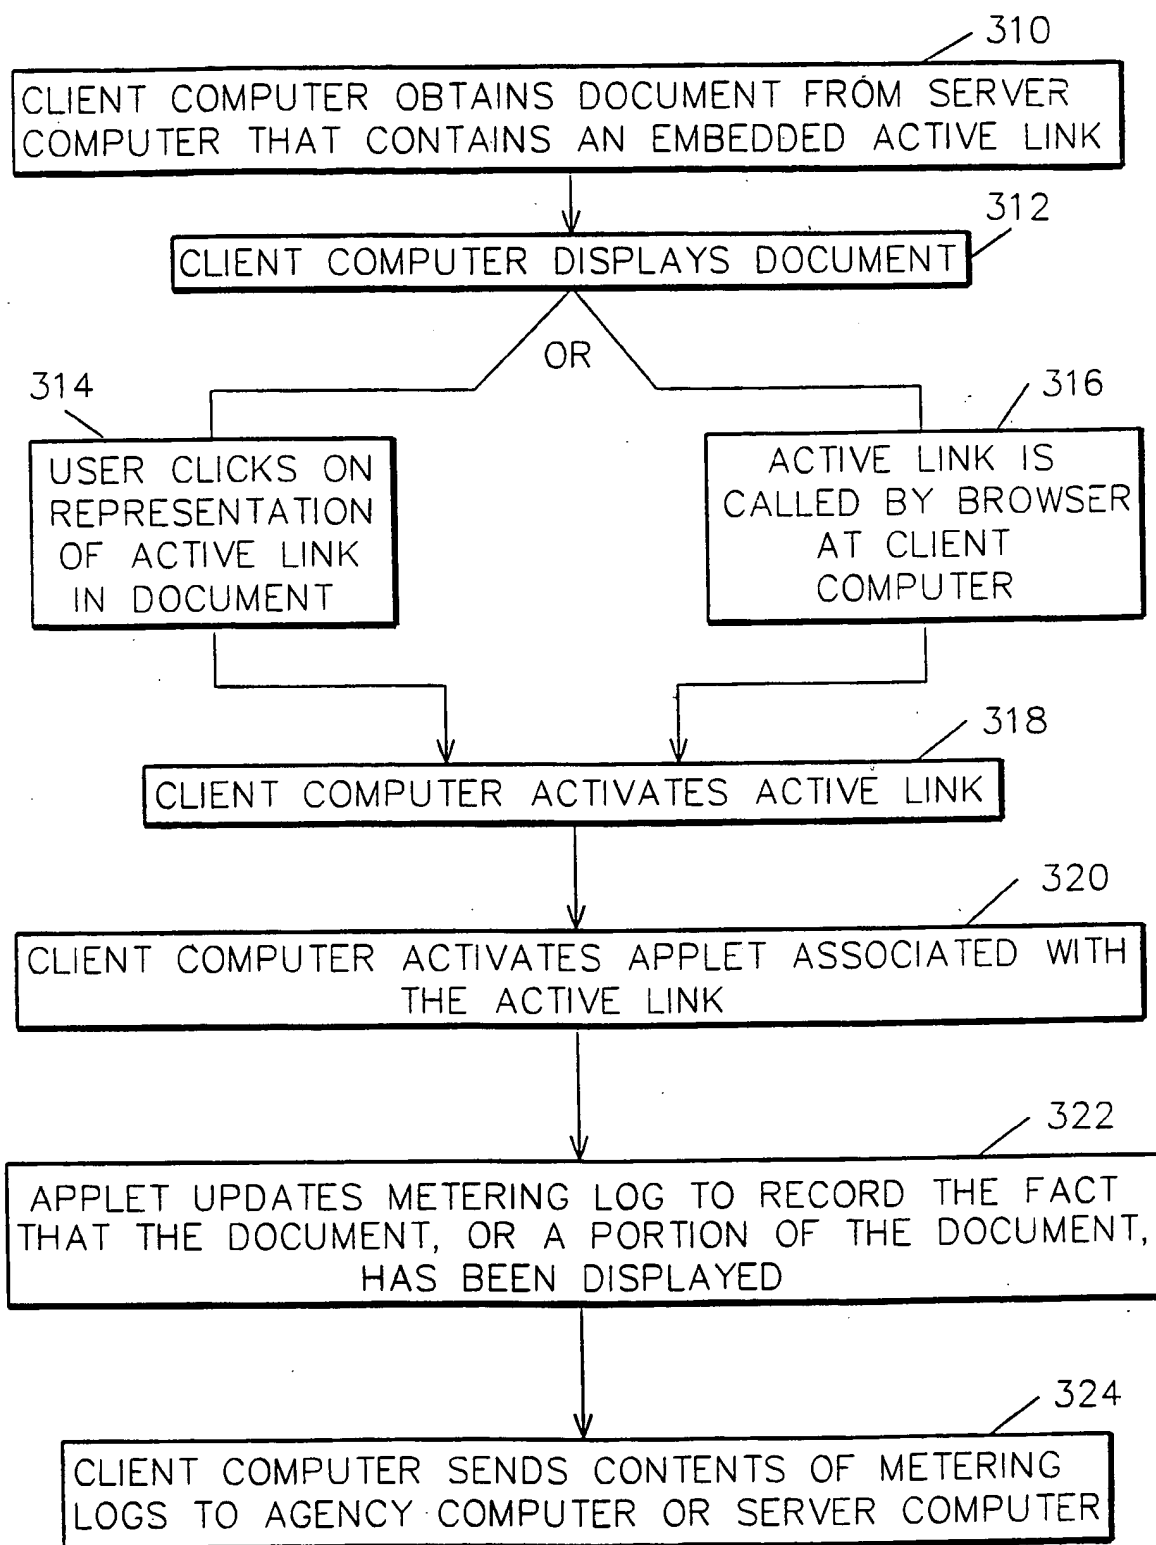 310
CLIENT COMPUTER OBTAINS DOCUMENT FROM SERVER
COMPUTER THAT CONTAINS AN EMBEDDED ACTIVE LINK
312
CLIENT COMPUTER DISPLAYS DOCUMENT
OR
314
USER CLICKS ON
REPRESENTATION
OF ACTIVE LINK
IN DOCUMENT
316
ACTIVE LINK IS
CALLED BY BROWSER
AT CLIENT
COMPUTER
318
CLIENT COMPUTER ACTIVATES ACTIVE LINK
320
CLIENT COMPUTER ACTIVATES APPLET ASSOCIATED WITH
THE ACTIVE LINK
322
APPLET UPDATES METERING LOG TO RECORD THE FACT
THAT THE DOCUMENT, OR A PORTION OF THE DOCUMENT,
HAS BEEN DISPLAYED
324
CLIENT COMPUTER SENDS CONTENTS OF METERING
LOGS TO AGENCY COMPUTER OR SERVER COMPUTER